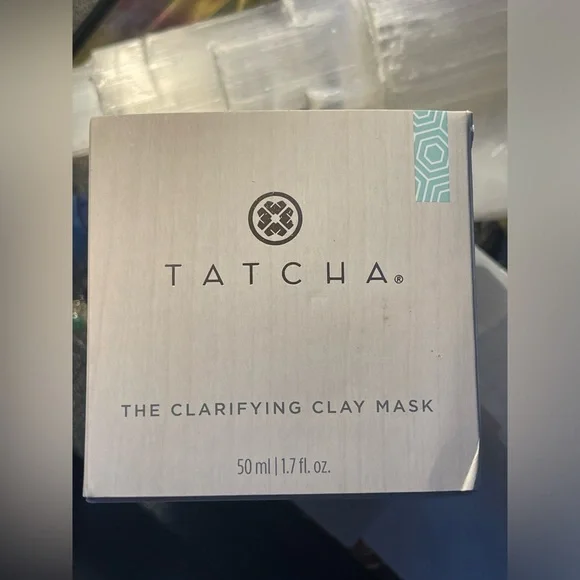 TATCHA®
THE CLARIFYING CLAY MASK
50 ml | 1.7 fl. oz.